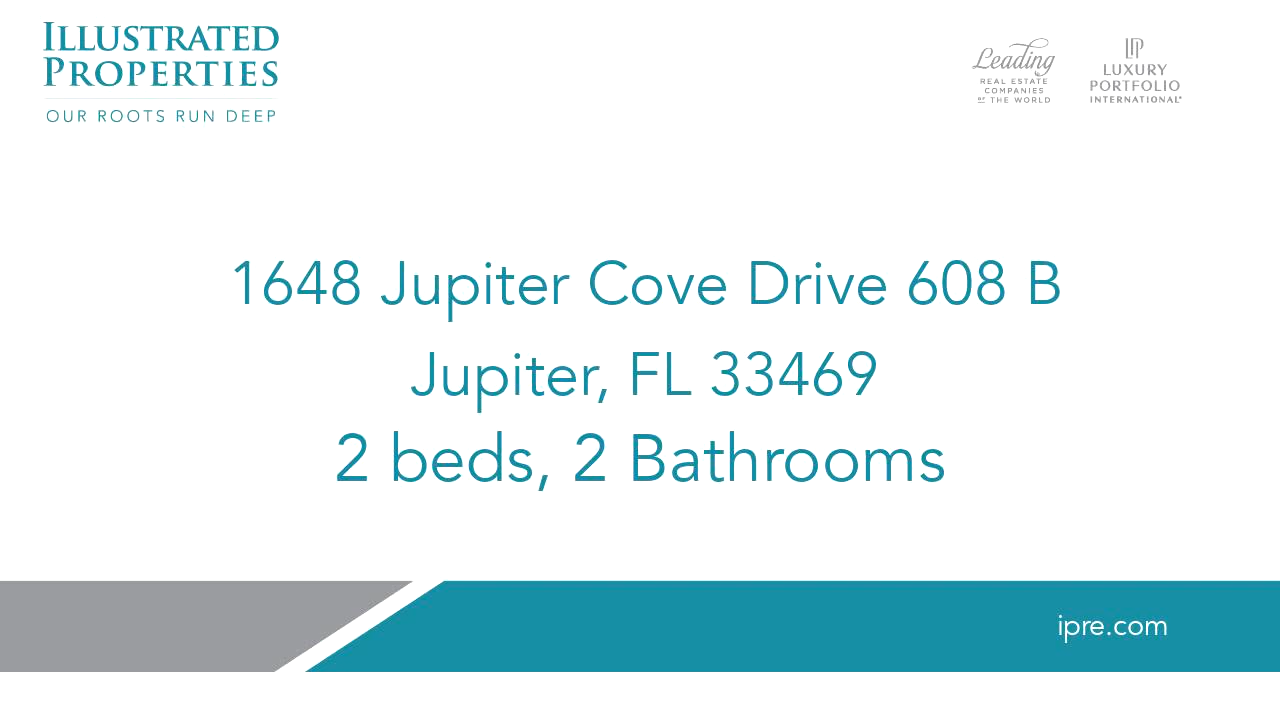 ILLUSTRATED
PROPERTIES
OUR ROOTS RUN DEEP
Leading
REAL ESTATE
COMPANIES
OF THE WORLD
LP
LUXURY
PORTFOLIO
INTERNATIONAL®
1648 Jupiter Cove Drive 608 B
Jupiter, FL 33469
2 beds, 2 Bathrooms
ipre.com